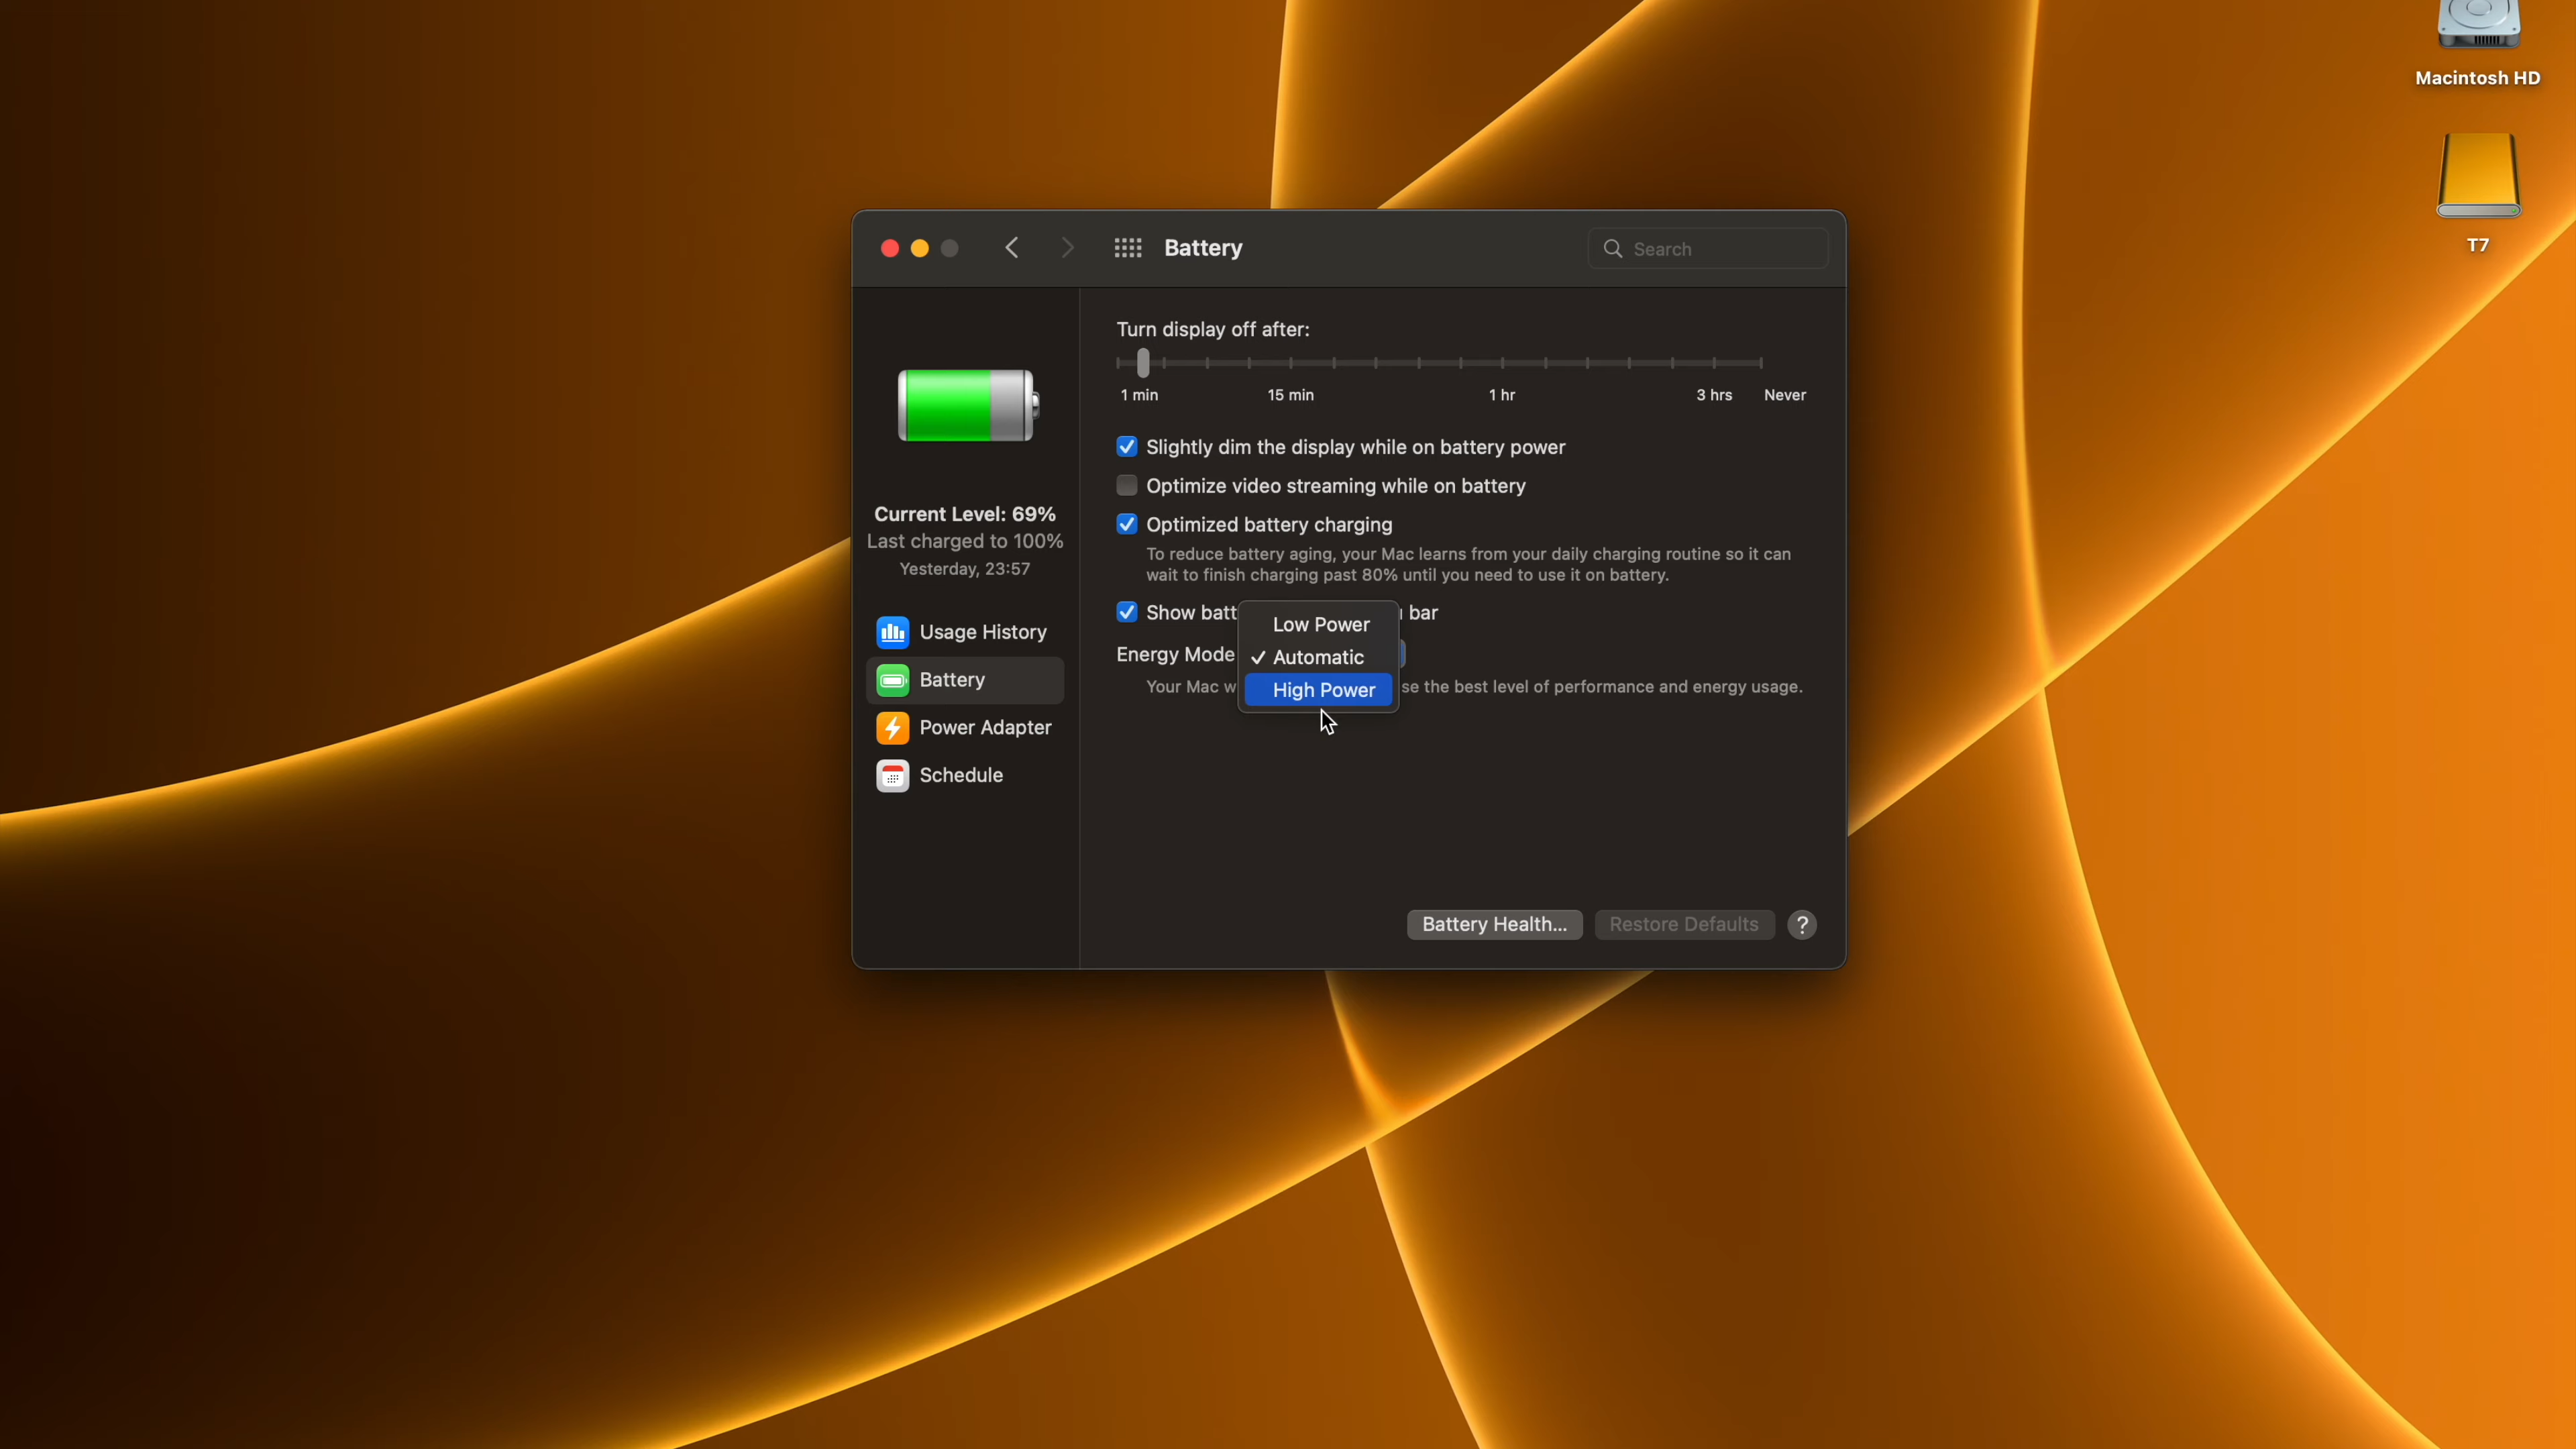 Macintosh HD
T7
Battery
Search
Current Level: 69%
Last charged to 100%
Yesterday, 23:57
Usage History
Battery
Power Adapter
Schedule
Turn display off after:
1 min 15 min 1 hr 3 hrs Never
Slightly dim the display while on battery power
Optimize video streaming while on battery
Optimized battery charging
To reduce battery aging, your Mac learns from your daily charging routine so it can
wait to finish charging past 80% until you need to use it on battery.
Show batt bar
Energy Mode
Your Mac w se the best level of performance and energy usage.
Low Power
✓ Automatic
High Power
Battery Health... Restore Defaults ?